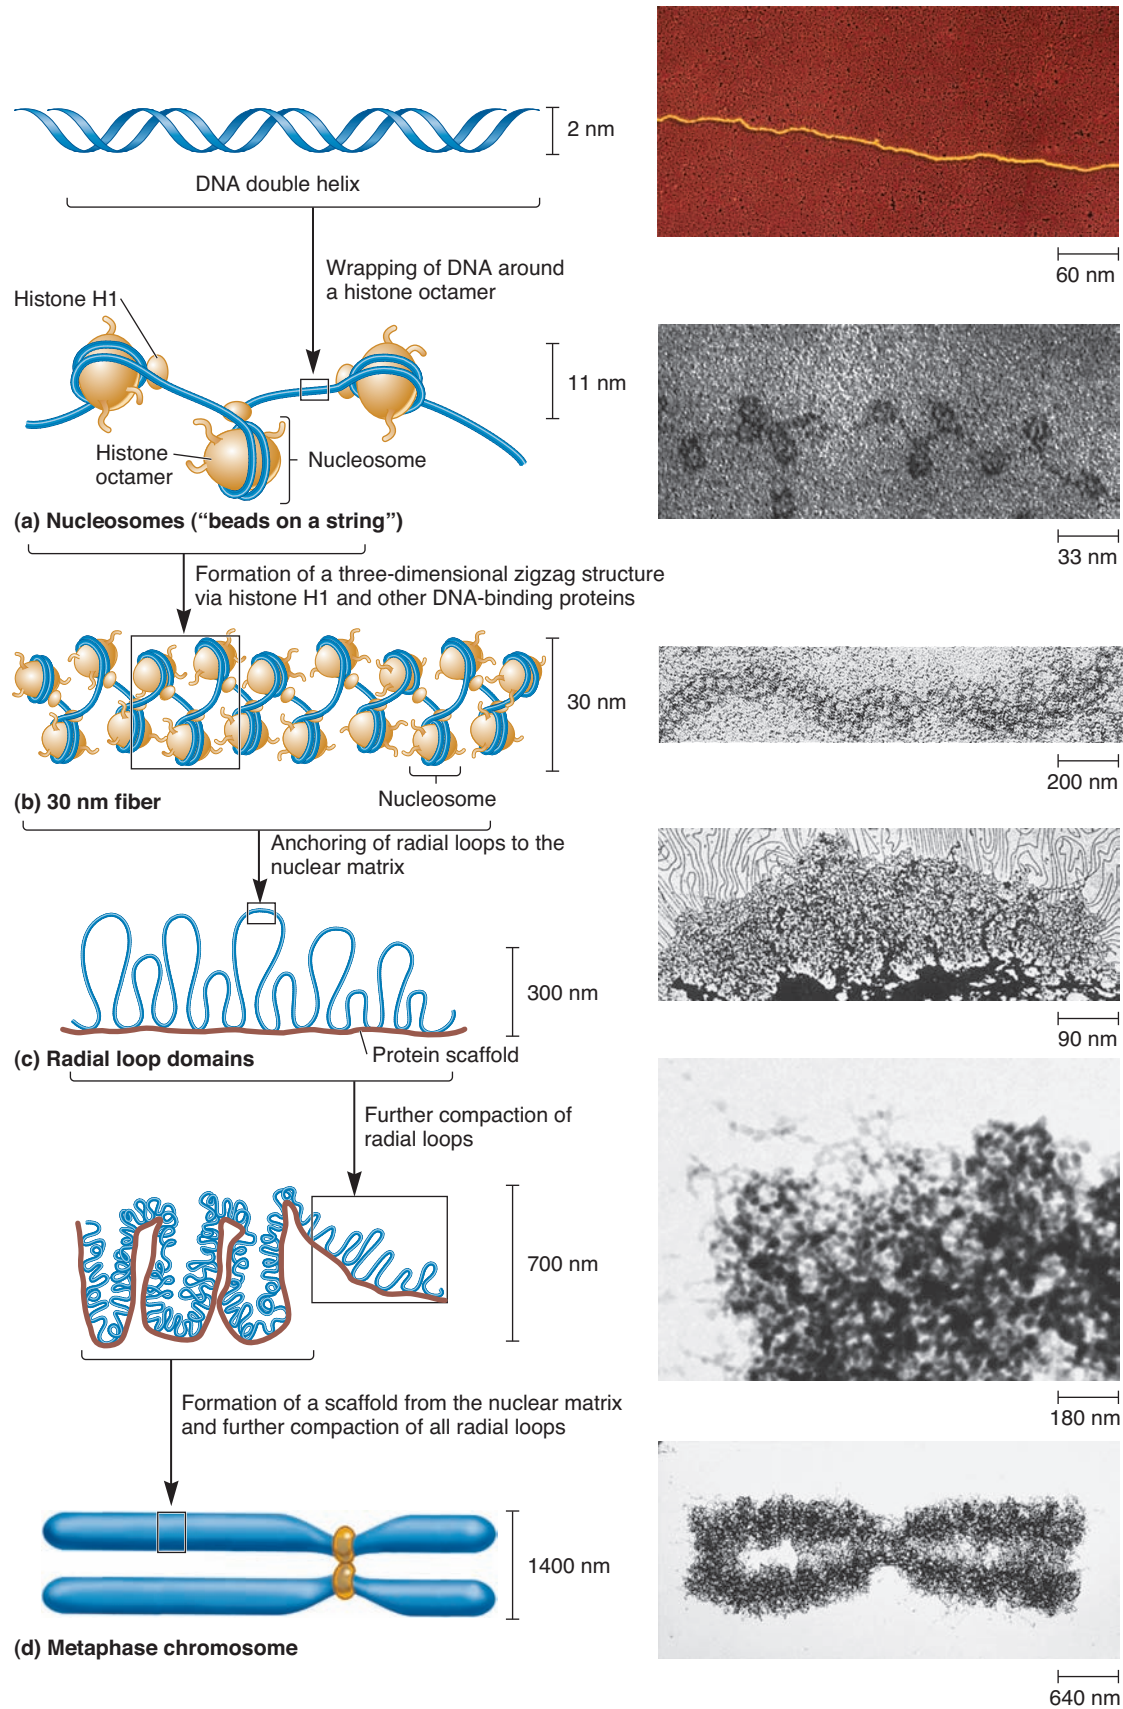 2 nm
DNA double helix
60 nm
Wrapping of DNA around
a histone octamer
Histone H1
11 nm
Histone
octamer
Nucleosome
33 nm
(a) Nucleosomes (“beads on a string”)
Formation of a three-dimensional zigzag structure
via histone H1 and other DNA-binding proteins
30 nm
200 nm
Nucleosome
(b) 30 nm fiber
Anchoring of radial loops to the
nuclear matrix
300 nm
90 nm
Protein scaffold
(c) Radial loop domains
Further compaction of
radial loops
700 nm
180 nm
Formation of a scaffold from the nuclear matrix
and further compaction of all radial loops
1400 nm
(d) Metaphase chromosome
640 nm